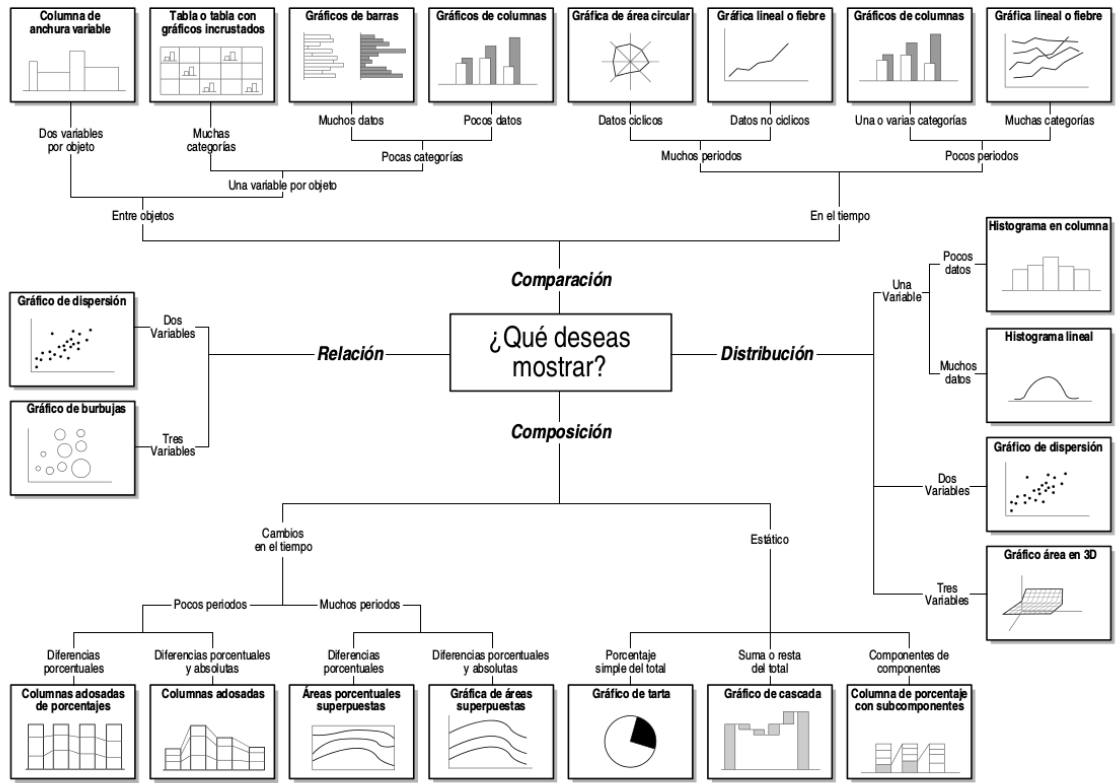 Columna de
anchura variable
Tabla o tabla con
gráficos incrustados
Gráficos de barras
Gráficos de columnas
Gráfica de área circular
Gráfica lineal o fiebre
Gráficos de columnas
Gráfica lineal o fiebre
Dos variables
por objeto
Muchas
categorías
Muchos datos
Pocos datos
Datos ciclicos
Datos no ciclicos
Una o varias categorías
Muchas categorías
Pocas categorías
Muchos periodos
Pocos periodos
Una variable por objeto
Entre objetos
En el tiempo
Comparación
¿Qué deseas
mostrar?
Relación
Dos
Variables
Gráfico de dispersión
Tres
Variables
Gráfico de burbujas
Distribución
Una
Variable
Pocos
datos
Histograma en columna
Muchos
datos
Histograma lineal
Dos
Variables
Gráfico de dispersión
Tres
Variables
Gráfico área en 3D
Composición
Cambios
en el tiempo
Estático
Pocos periodos
Muchos periodos
Diferencias
porcentuales
Diferencias porcentuales
y absolutas
Diferencias
porcentuales
Diferencias porcentuales
y absolutas
Porcentaje
simple del total
Suma o resta
del total
Componentes de
componentes
Columnas adosadas
de porcentajes
Columnas adosadas
Áreas porcentuales
superpuestas
Gráfica de áreas
superpuestas
Gráfico de tarta
Gráfico de cascada
Columna de porcentaje
con subcomponentes